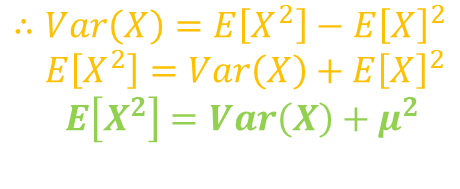 ∴ Var(X) = E[X²] − E[X]²
E[X²] = Var(X) + E[X]²
E[X²] = Var(X) + μ²